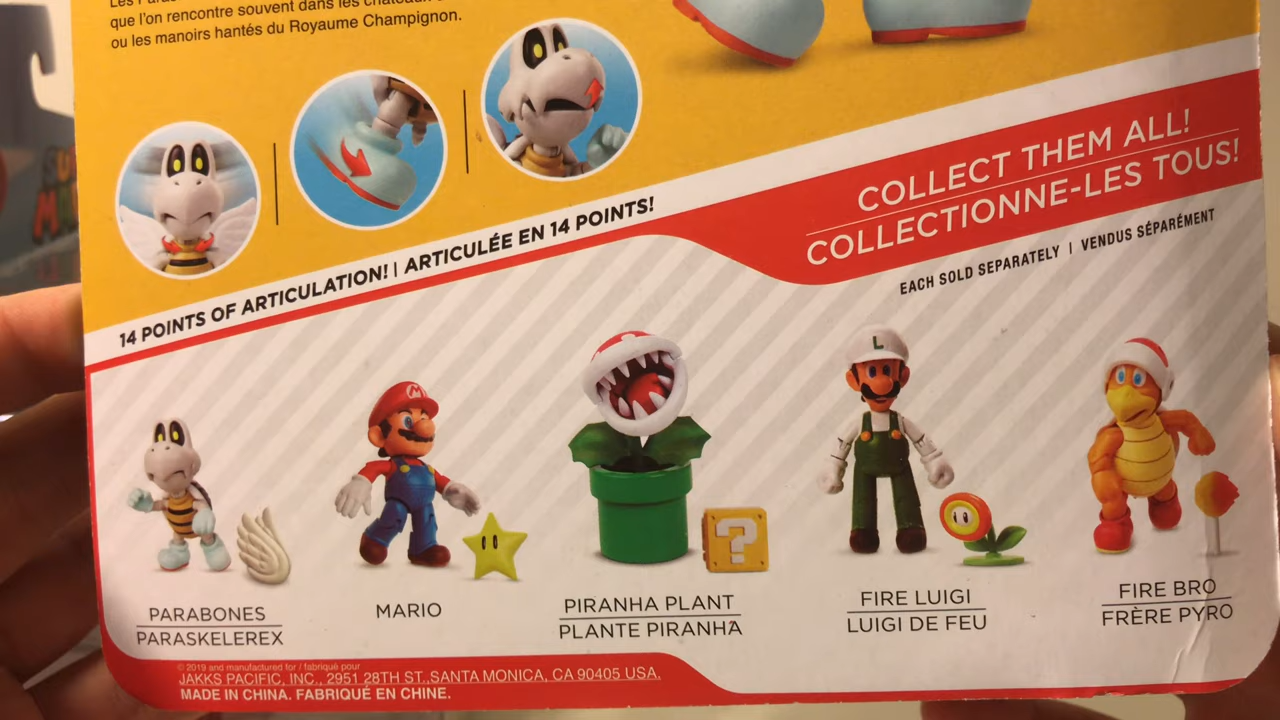 que l'on rencontre souvent dans les
ou les manoirs hantés du Royaume Champignon.
14 POINTS OF ARTICULATION! | ARTICULÉE EN 14 POINTS!
COLLECT THEM ALL!
COLLECTIONNE-LES TOUS!
EACH SOLD SEPARATELY | VENDUS SÉPARÉMENT
M
?
L
PARABONES
PARASKELEREX
MARIO
PIRANHA PLANT
PLANTE PIRANHA
FIRE LUIGI
LUIGI DE FEU
FIRE BRO
FRÈRE PYRO
© 2019 and manufactured for / fabriqué pour
JAKKS PACIFIC, INC., 2951 28TH ST.,SANTA MONICA, CA 90405 USA.
MADE IN CHINA. FABRIQUÉ EN CHINE.